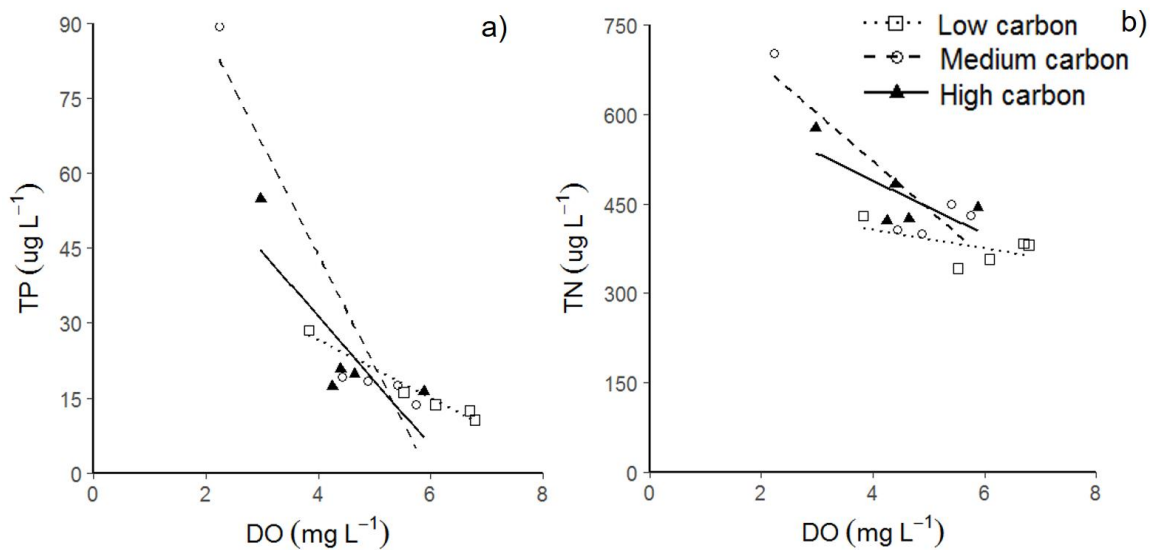 a)
90
75
60
45
30
15
0
TP (ug L⁻¹)
0 2 4 6 8
DO (mg L⁻¹)
b)
Low carbon
Medium carbon
High carbon
750
600
450
300
150
0
TN (ug L⁻¹)
0 2 4 6 8
DO (mg L⁻¹)